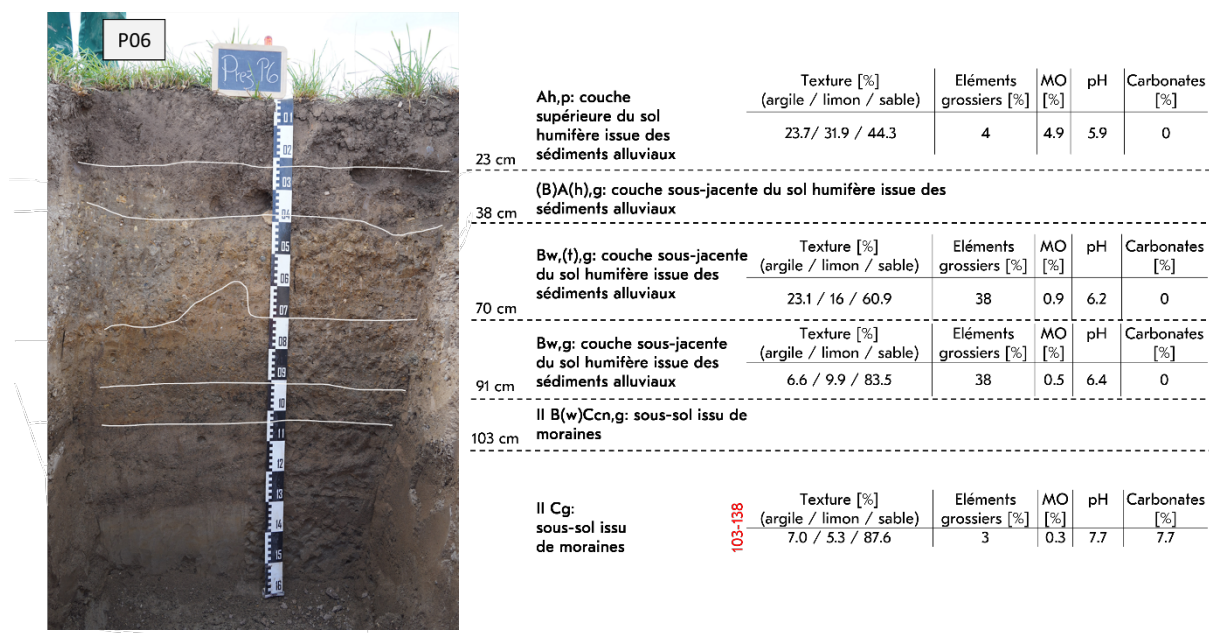 P06
Prez P6
01
02
03
04
05
06
07
08
09
10
11
12
13
14
15
16
23 cm
38 cm
70 cm
91 cm
103 cm
Ah,p: couche
supérieure du sol
humifère issue des
sédiments alluviaux
Texture [%]
(argile / limon / sable)
Eléments
grossiers [%]
MO
[%]
pH
Carbonates
[%]
23.7/ 31.9 / 44.3
4
4.9
5.9
0
(B)A(h),g: couche sous-jacente du sol humifère issue des
sédiments alluviaux
Bw,(t),g: couche sous-jacente
du sol humifère issue des
sédiments alluviaux
Texture [%]
(argile / limon / sable)
Eléments
grossiers [%]
MO
[%]
pH
Carbonates
[%]
23.1 / 16 / 60.9
38
0.9
6.2
0
Bw,g: couche sous-jacente
du sol humifère issue des
sédiments alluviaux
Texture [%]
(argile / limon / sable)
Eléments
grossiers [%]
MO
[%]
pH
Carbonates
[%]
6.6 / 9.9 / 83.5
38
0.5
6.4
0
II B(w)Ccn,g: sous-sol issu de
moraines
II Cg:
sous-sol issu
de moraines
103-138
Texture [%]
(argile / limon / sable)
Eléments
grossiers [%]
MO
[%]
pH
Carbonates
[%]
7.0 / 5.3 / 87.6
3
0.3
7.7
7.7